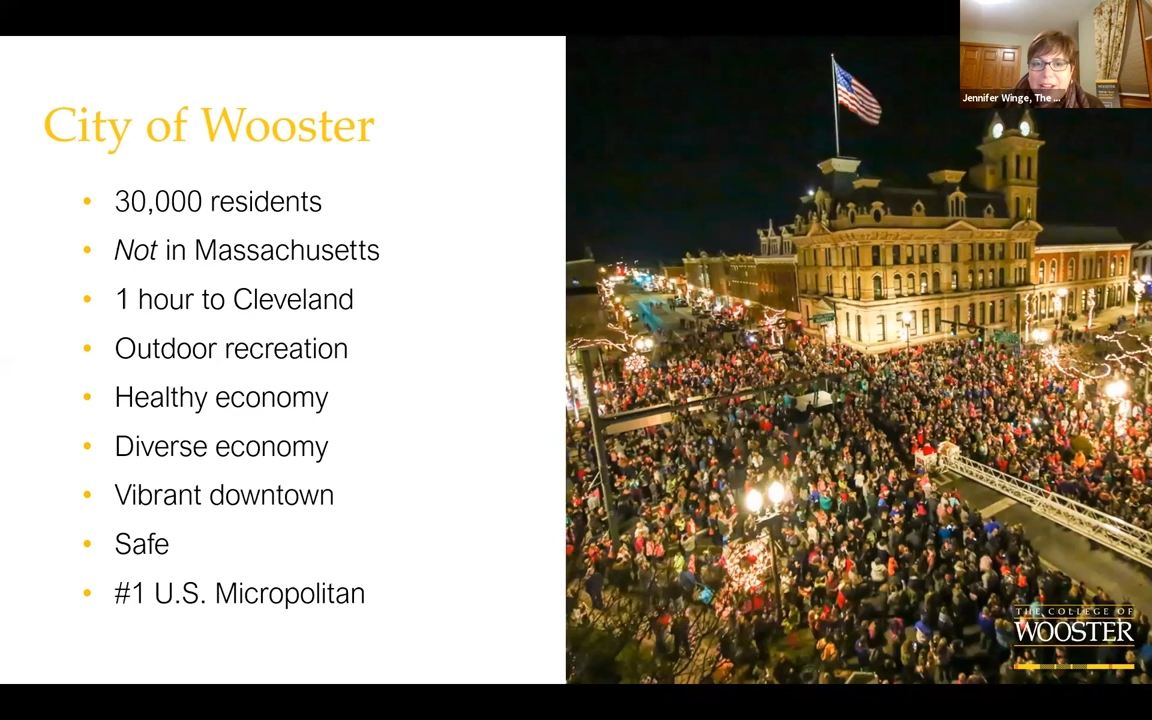 City of Wooster
• 30,000 residents
• Not in Massachusetts
• 1 hour to Cleveland
• Outdoor recreation
• Healthy economy
• Diverse economy
• Vibrant downtown
• Safe
• #1 U.S. Micropolitan
Jennifer Winge, The ...
THE COLLEGE OF
WOOSTER